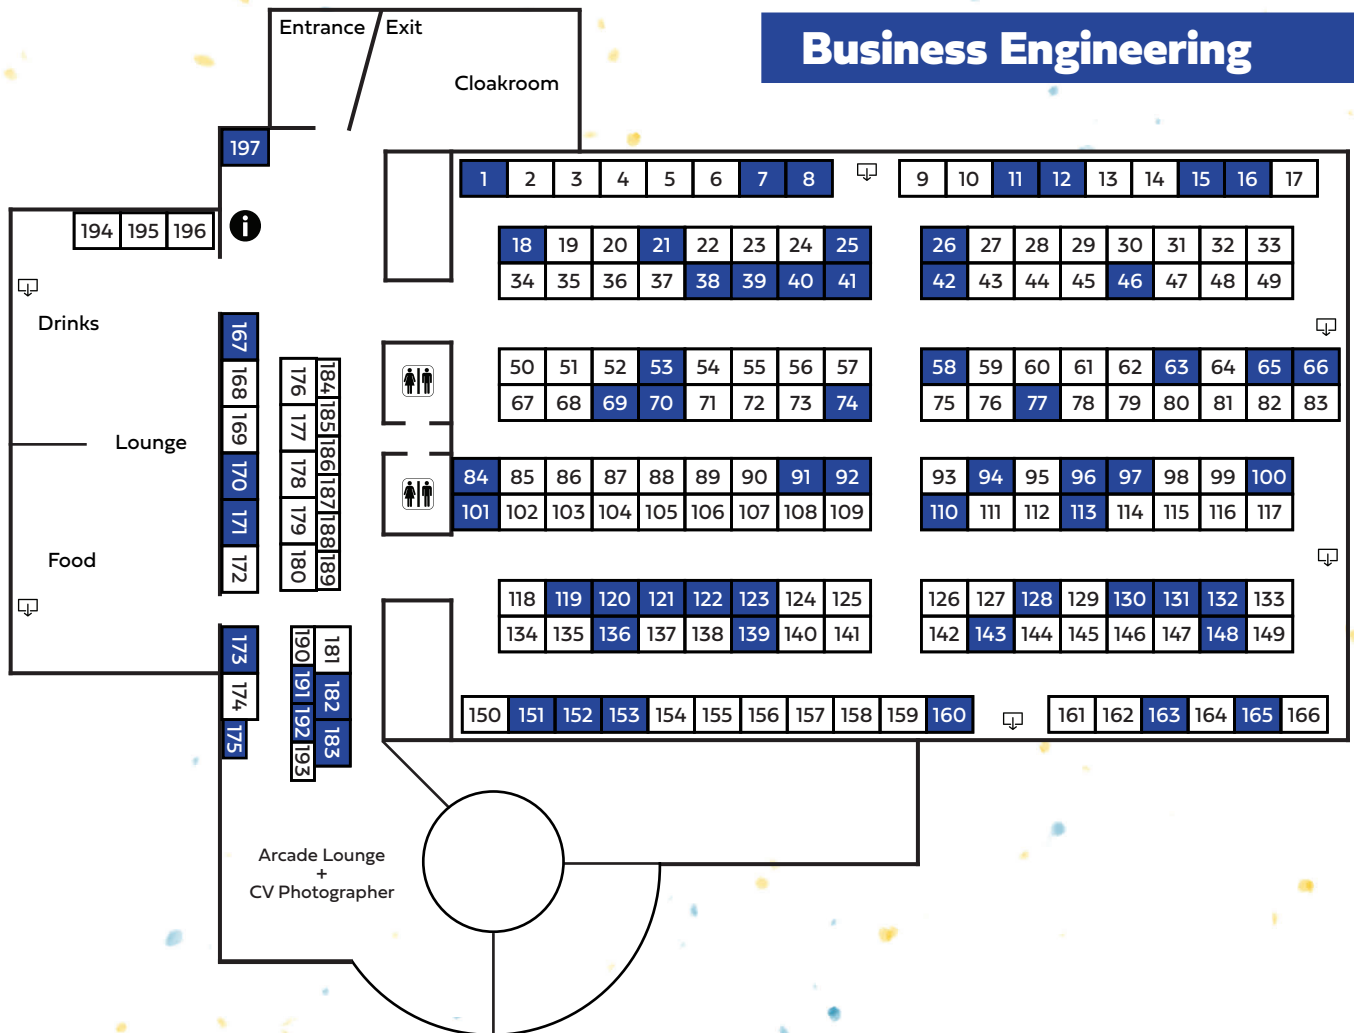 Business Engineering
Entrance Exit
Cloakroom
197
1 2 3 4 5 6 7 8 9 10 11 12 13 14 15 16 17
194 195 196 i
18 19 20 21 22 23 24 25 26 27 28 29 30 31 32 33
34 35 36 37 38 39 40 41 42 43 44 45 46 47 48 49
Drinks
50 51 52 53 54 55 56 57 58 59 60 61 62 63 64 65 66
67 68 69 70 71 72 73 74 75 76 77 78 79 80 81 82 83
Lounge
167 168 169 170 171 172
176 177 178 179 180
184 185 186 187 188 189
84 85 86 87 88 89 90 91 92 93 94 95 96 97 98 99 100
101 102 103 104 105 106 107 108 109 110 111 112 113 114 115 116 117
Food
118 119 120 121 122 123 124 125 126 127 128 129 130 131 132 133
134 135 136 137 138 139 140 141 142 143 144 145 146 147 148 149
173 174 175
190 191 192 193
181 182 183
150 151 152 153 154 155 156 157 158 159 160 161 162 163 164 165 166
Arcade Lounge
+
CV Photographer